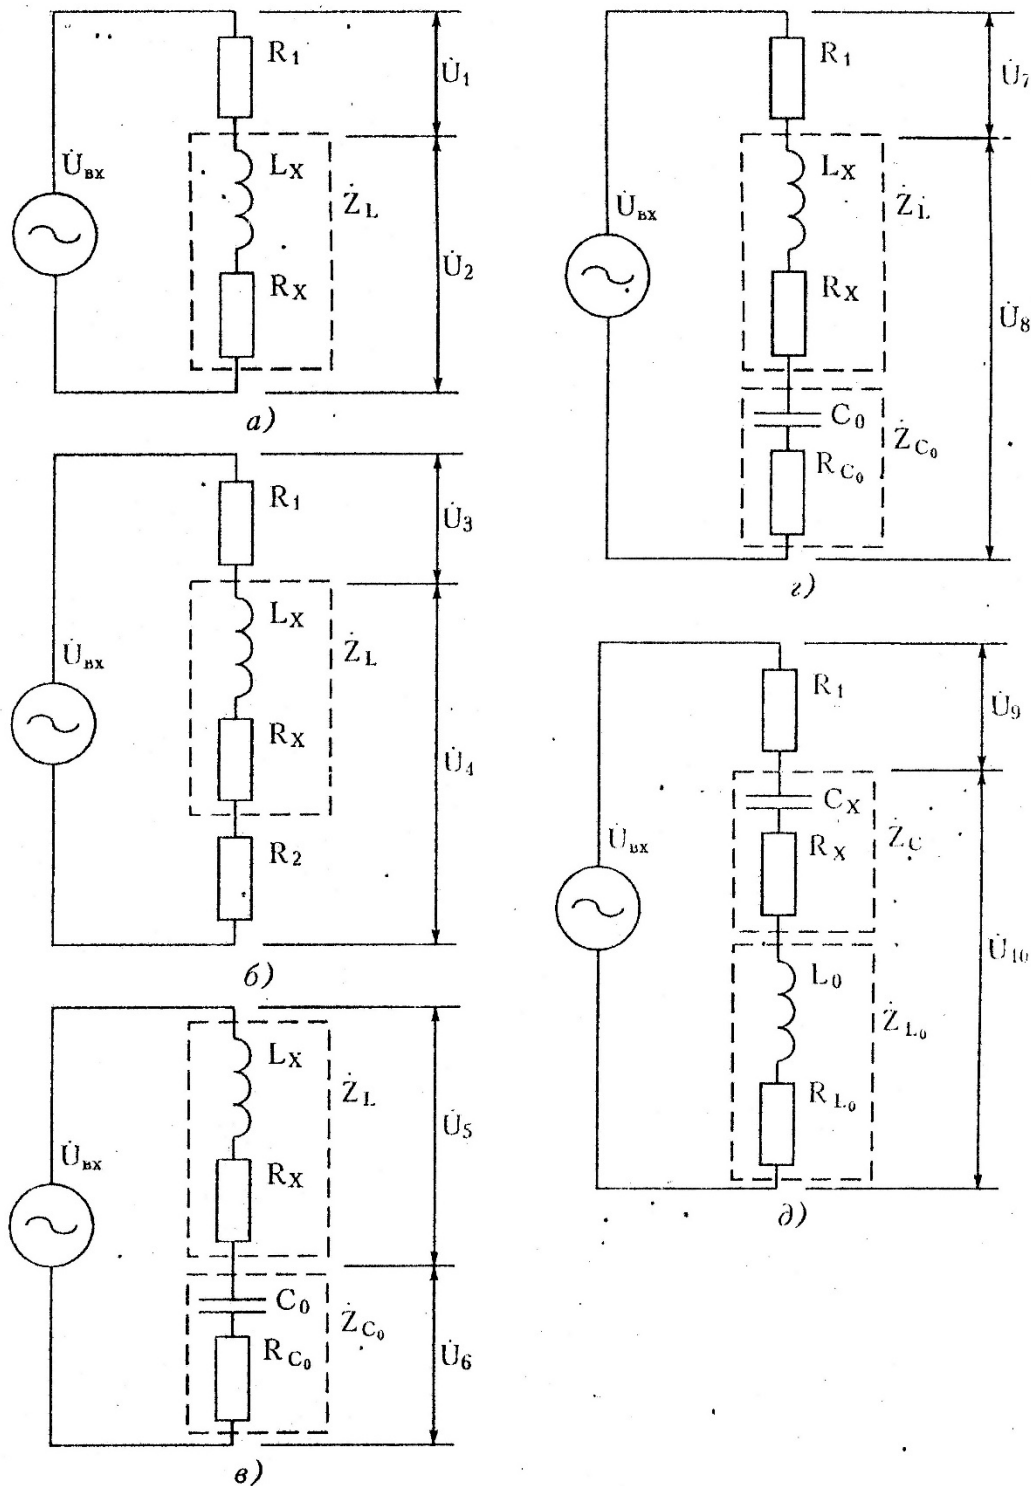 R1
U̇1
LX
U̇вх
ŻL
RX
U̇2
а)
R1
U̇3
LX
ŻL
U̇вх
RX
U̇4
R2
б)
LX
ŻL
U̇5
U̇вх
RX
C0
ŻC0
RC0
U̇6
в)
R1
U̇7
LX
U̇вх
ŻL
RX
U̇8
C0
ŻC0
RC0
г)
R1
U̇9
CX
U̇вх
ŻC
RX
U̇10
L0
ŻL0
RL0
д)